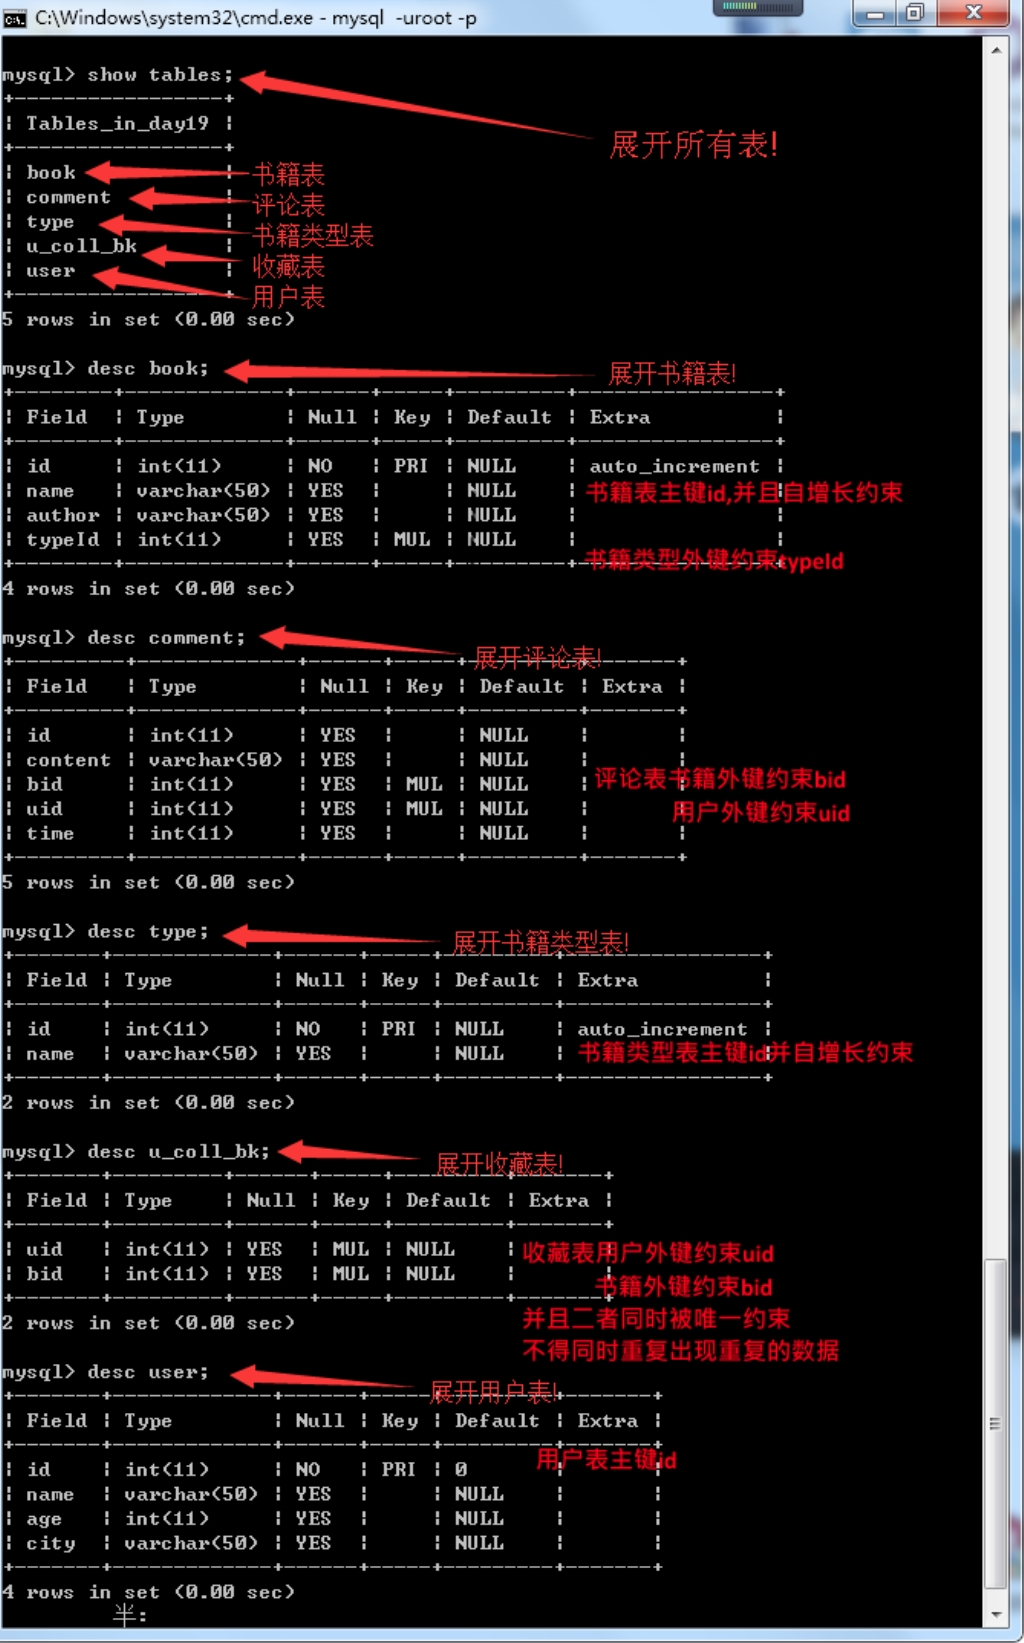 C:\Windows\system32\cmd.exe - mysql  -uroot -p
mysql> show tables;
展开所有表!
| Tables_in_day19 |
| book | 书籍表
| comment | 评论表
| type | 书籍类型表
| u_coll_bk | 收藏表
| user | 用户表
5 rows in set (0.00 sec)
mysql> desc book; 展开书籍表!
| Field | Type | Null | Key | Default | Extra |
| id | int(11) | NO | PRI | NULL | auto_increment |
| name | varchar(50) | YES | | NULL | 书籍表主键id,并且自增长约束
| author | varchar(50) | YES | | NULL | |
| typeId | int(11) | YES | MUL | NULL | |
书籍类型外键约束typeId
4 rows in set (0.00 sec)
mysql> desc comment;
展开评论表!
| Field | Type | Null | Key | Default | Extra |
| id | int(11) | YES | | NULL | |
| content | varchar(50) | YES | | NULL | |
| bid | int(11) | YES | MUL | NULL | 评论表书籍外键约束bid
| uid | int(11) | YES | MUL | NULL | 用户外键约束uid
| time | int(11) | YES | | NULL | |
5 rows in set (0.00 sec)
mysql> desc type; 展开书籍类型表!
| Field | Type | Null | Key | Default | Extra |
| id | int(11) | NO | PRI | NULL | auto_increment |
| name | varchar(50) | YES | | NULL | 书籍类型表主键id并自增长约束
2 rows in set (0.00 sec)
mysql> desc u_coll_bk; 展开收藏表!
| Field | Type | Null | Key | Default | Extra |
| uid | int(11) | YES | MUL | NULL | 收藏表用户外键约束uid
| bid | int(11) | YES | MUL | NULL | 书籍外键约束bid
2 rows in set (0.00 sec) 并且二者同时被唯一约束
不得同时重复出现重复的数据
mysql> desc user;
展开用户表!
| Field | Type | Null | Key | Default | Extra |
用户表主键id
| id | int(11) | NO | PRI | 0 | |
| name | varchar(50) | YES | | NULL | |
| age | int(11) | YES | | NULL | |
| city | varchar(50) | YES | | NULL | |
4 rows in set (0.00 sec)
半: